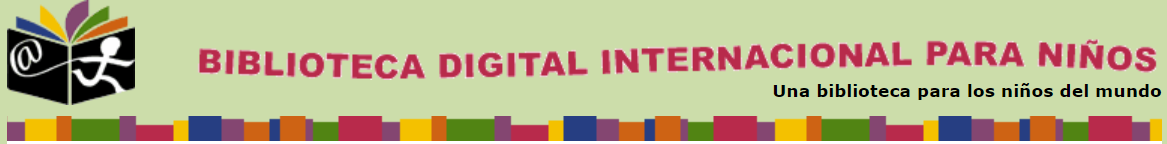 @
BIBLIOTECA DIGITAL INTERNACIONAL PARA NIÑOS
Una biblioteca para los niños del mundo